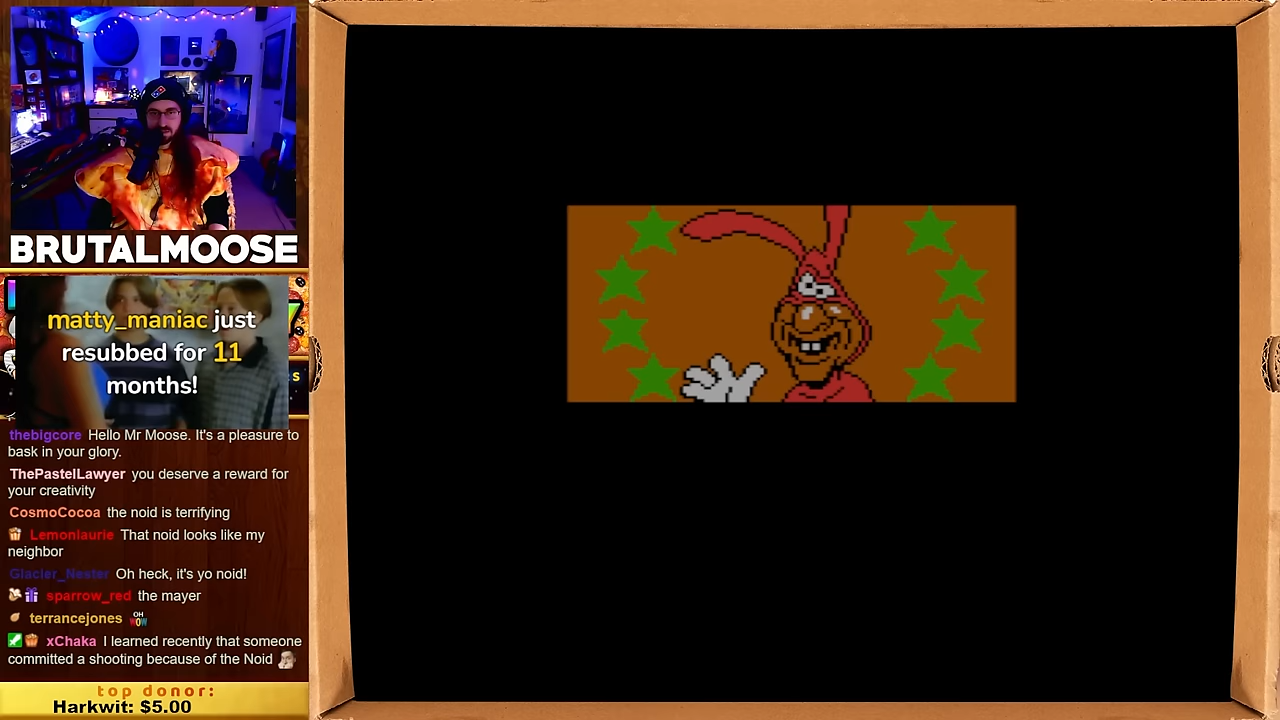 BRUTALMOOSE
matty_maniac just
resubbed for 11
months!
s
thebigcore Hello Mr Moose. It's a pleasure to
bask in your glory.
ThePastelLawyer you deserve a reward for
your creativity
CosmoCocoa the noid is terrifying
Lemonlaurie That noid looks like my
neighbor
Glacier_Nester Oh heck, it's yo noid!
sparrow_red the mayer
terrancejones OH WOW
xChaka I learned recently that someone
committed a shooting because of the Noid
top donor:
Harkwit: $5.00